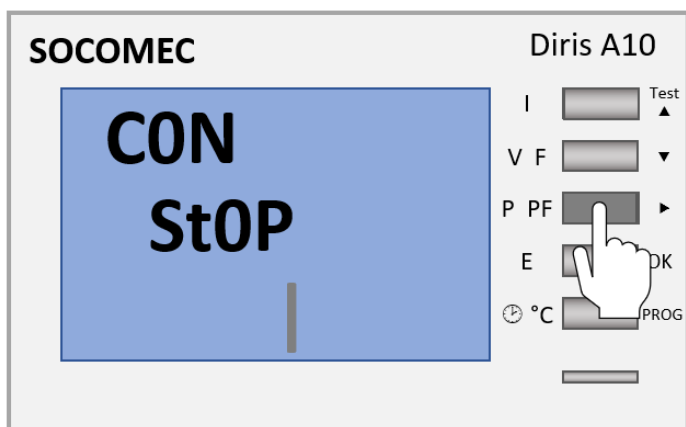 SOCOMEC
Diris A10
C0N
St0P
I
Test
V F
P PF
E
OK
°C
PROG